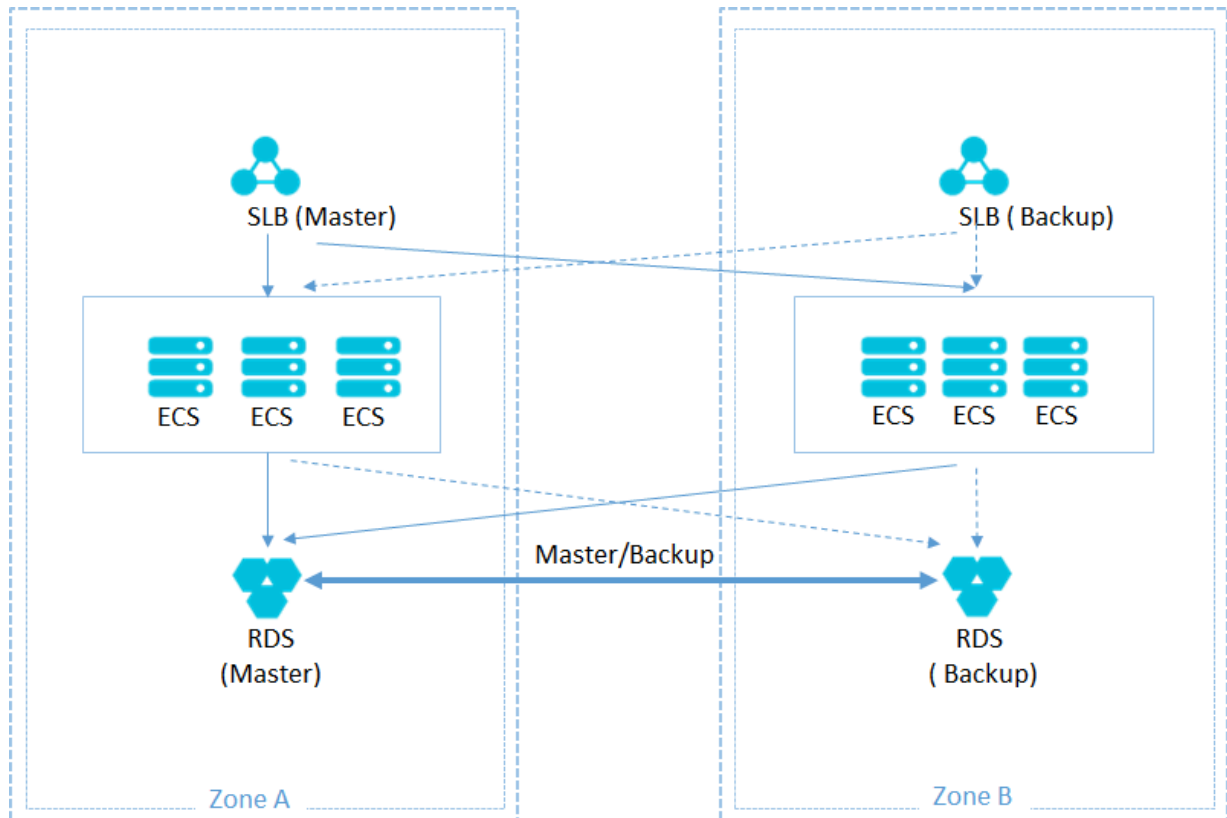 SLB (Master)
SLB ( Backup)
ECS ECS ECS
ECS ECS ECS
Master/Backup
RDS
(Master)
RDS
( Backup)
Zone A
Zone B